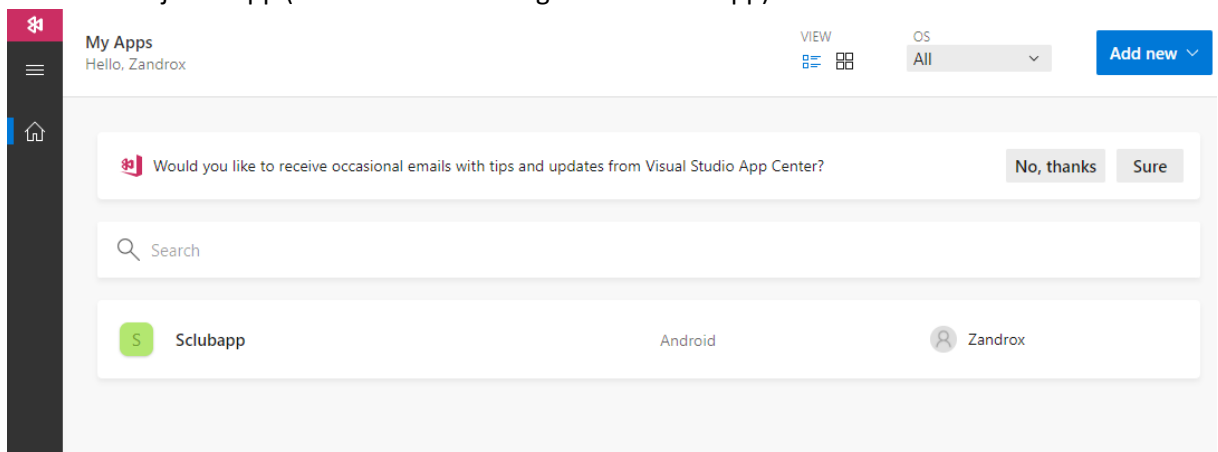 My Apps
Hello, Zandrox
VIEW
OS
All
Add new
Would you like to receive occasional emails with tips and updates from Visual Studio App Center?
No, thanks
Sure
Search
S
Sclubapp
Android
Zandrox